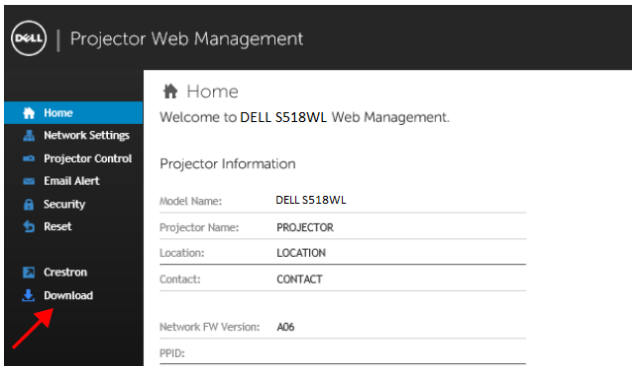 DELL | Projector Web Management
Home
Network Settings
Projector Control
Email Alert
Security
Reset
Crestron
Download
Home
Welcome to DELL S518WL Web Management.
Projector Information
Model Name: DELL S518WL
Projector Name: PROJECTOR
Location: LOCATION
Contact: CONTACT
Network FW Version: A06
PPID: